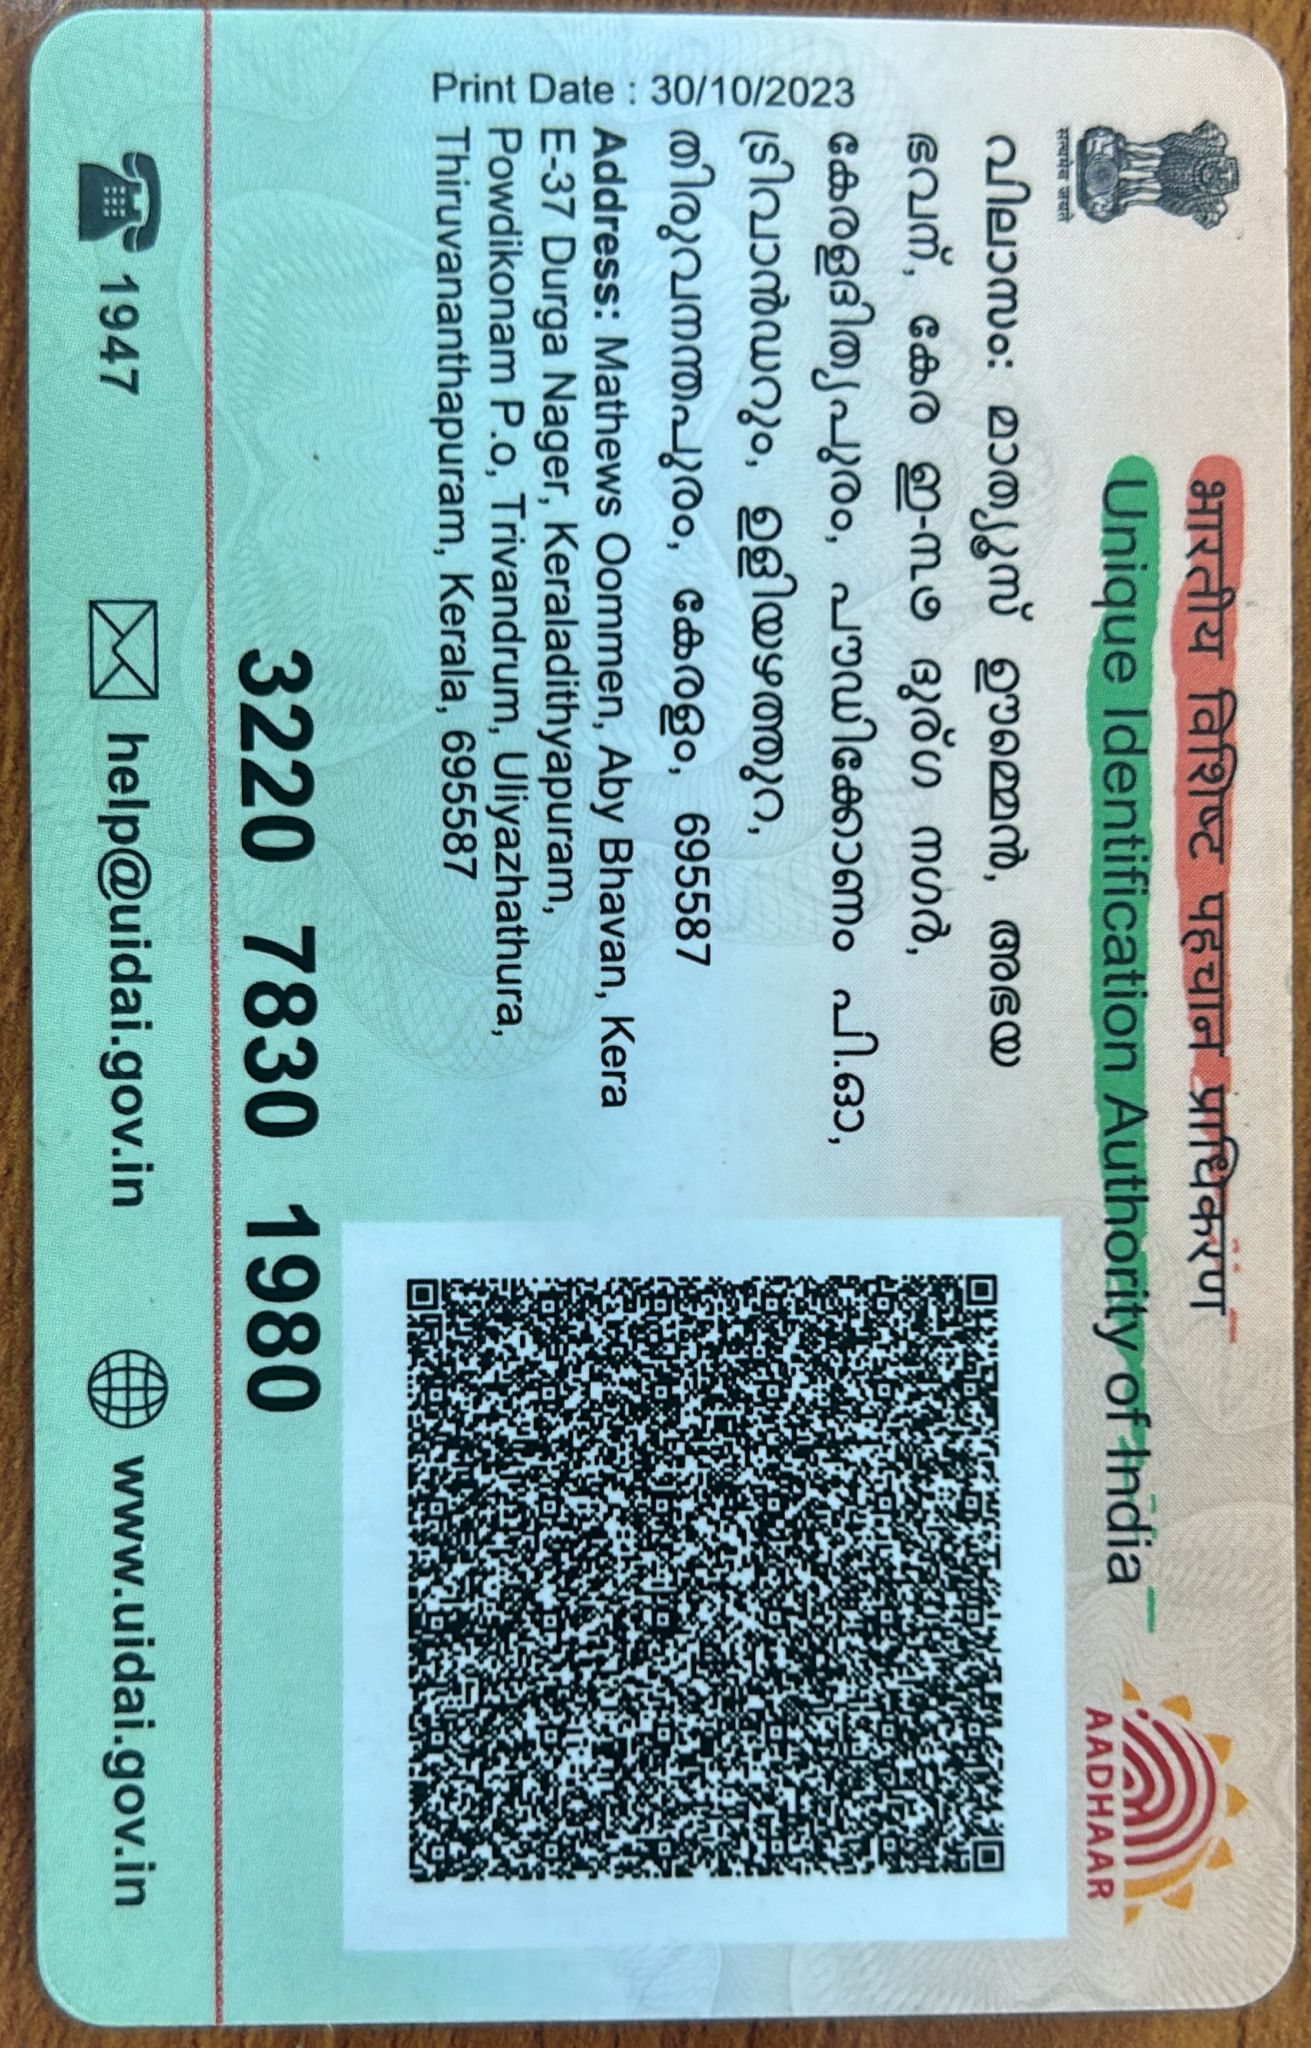 भारतीय विशिष्ट पहचान प्राधिकरण
Unique Identification Authority of India
सत्यमेव जयते
AADHAAR
വിലാസം: മാത്യൂസ് ഊമ്മെൻ, അഭയ
ഭവന്, കേര ഇ-൩൭ ദുര്ഗ നഗർ,
കേരളദിത്യപുരം, പൗഡിക്കോണം പി.ഓ,
ട്രിവാൻഡറും, ഉളിയഴത്തുറ,
തിരുവനന്തപുരം, കേരളം, 695587
Address: Mathews Oommen, Aby Bhavan, Kera
E-37 Durga Nager, Keraladithyapuram,
Powdikonam P.o, Trivandrum, Uliyazhathura,
Thiruvananthapuram, Kerala, 695587
Print Date : 30/10/2023
3220 7830 1980
1947
help@uidai.gov.in
www.uidai.gov.in